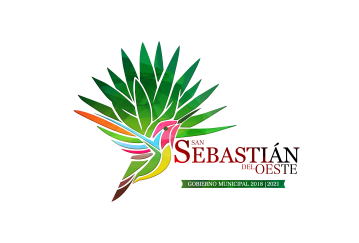 SAN
SEBASTIÁN
DEL OESTE
GOBIERNO MUNICIPAL 2018 | 2021